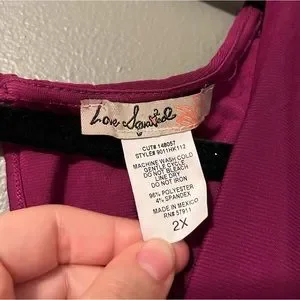 Love Squared
CUT# 148057
STYLE# 9011HK112
MACHINE WASH COLD
GENTLE CYCLE
DO NOT BLEACH
LINE DRY
DO NOT IRON
96% POLYESTER
4% SPANDEX
MADE IN MEXICO
RN# 57911
2X